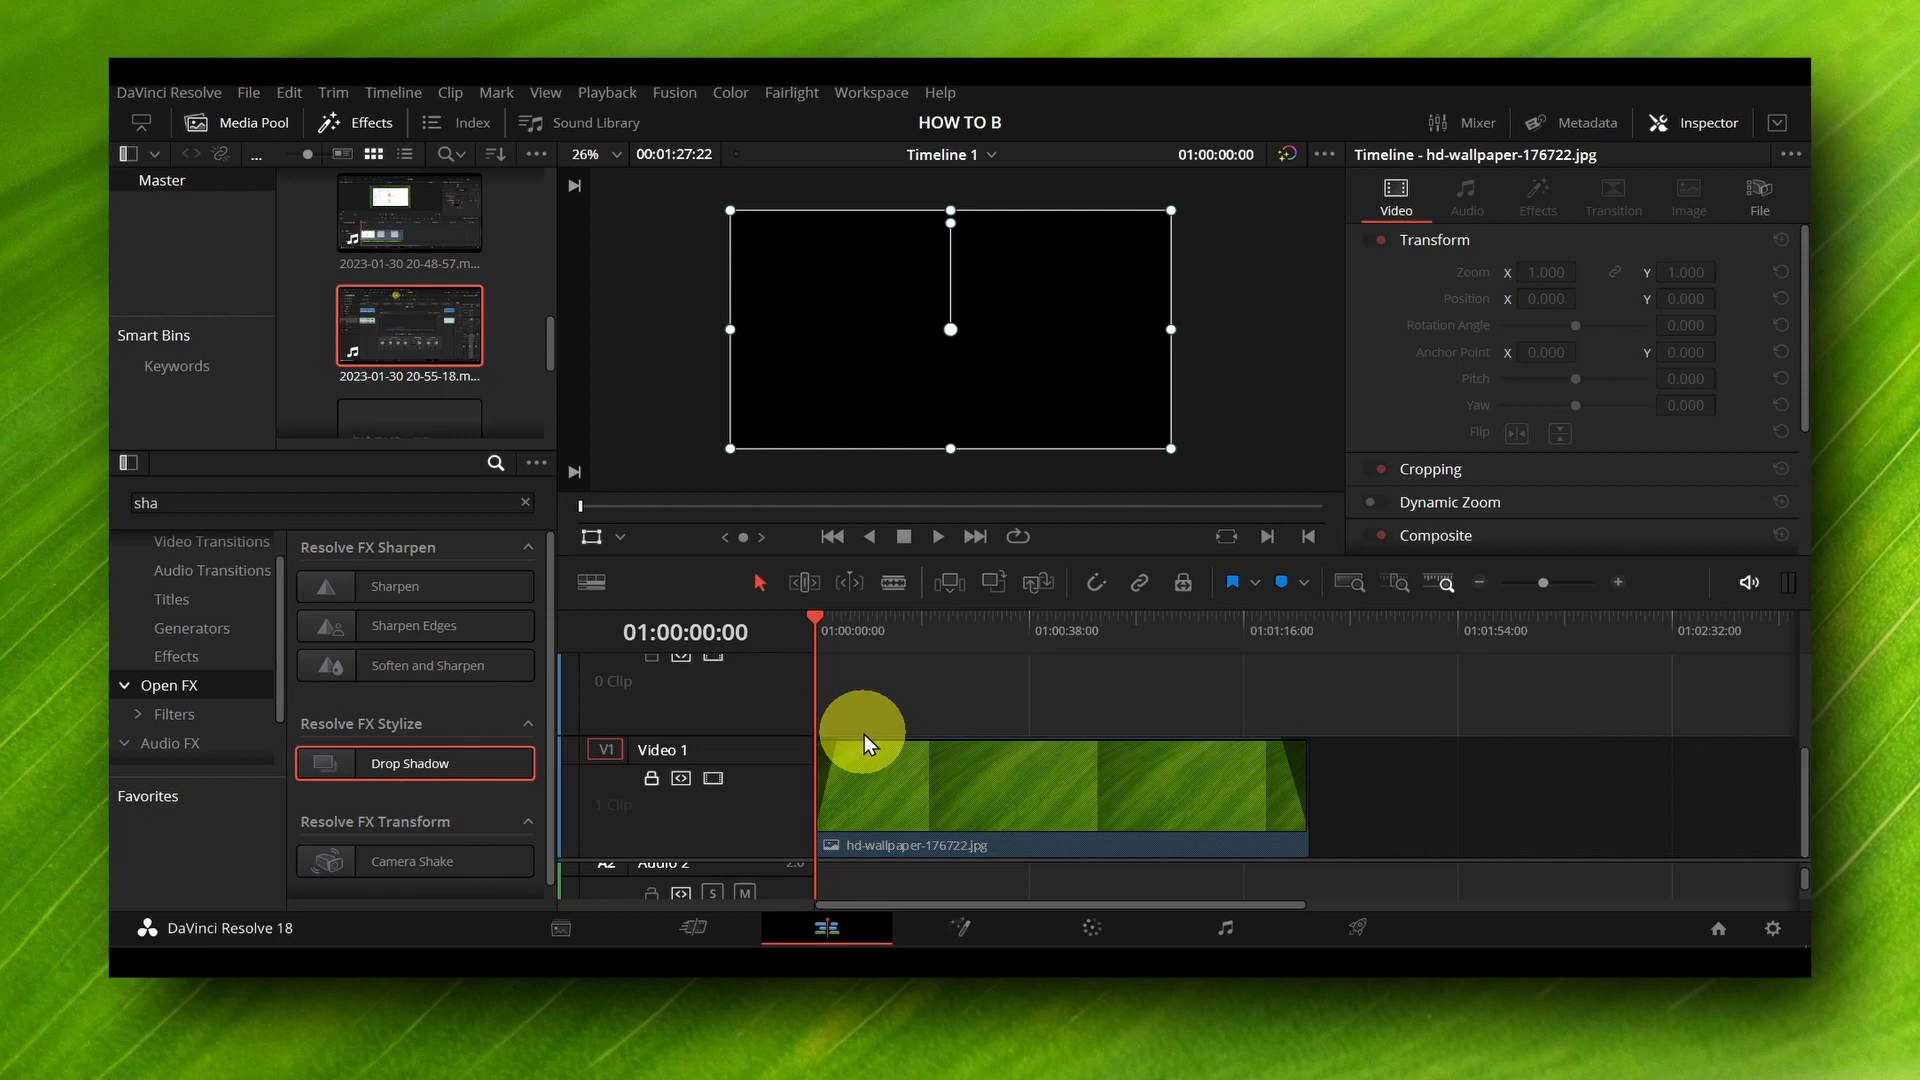 DaVinci Resolve File Edit Trim Timeline Clip Mark View Playback Fusion Color Fairlight Workspace Help
Media Pool Effects Index Sound Library HOW TO B Mixer Metadata Inspector
... 26% 00:01:27:22 Timeline 1 01:00:00:00 Timeline - hd-wallpaper-176722.jpg
Master
Video Audio Effects Transition Image File
Transform
2023-01-30 20-48-57.m...
Zoom X 1.000 Y 1.000
Position X 0.000 Y 0.000
Rotation Angle 0.000
Smart Bins
Anchor Point X 0.000 Y 0.000
Keywords
2023-01-30 20-55-18.m...
Pitch 0.000
Yaw 0.000
Flip
Cropping
sha
Dynamic Zoom
Composite
Video Transitions
Audio Transitions
Titles
Generators
Effects
Open FX
Filters
Audio FX
Favorites
Resolve FX Sharpen
Sharpen
Sharpen Edges
Soften and Sharpen
Resolve FX Stylize
Drop Shadow
Resolve FX Transform
Camera Shake
01:00:00:00 01:00:00:00 01:00:38:00 01:01:16:00 01:01:54:00 01:02:32:00
0 Clip
V1 Video 1
1 Clip
hd-wallpaper-176722.jpg
A2 Audio 2 2.0
S M
DaVinci Resolve 18